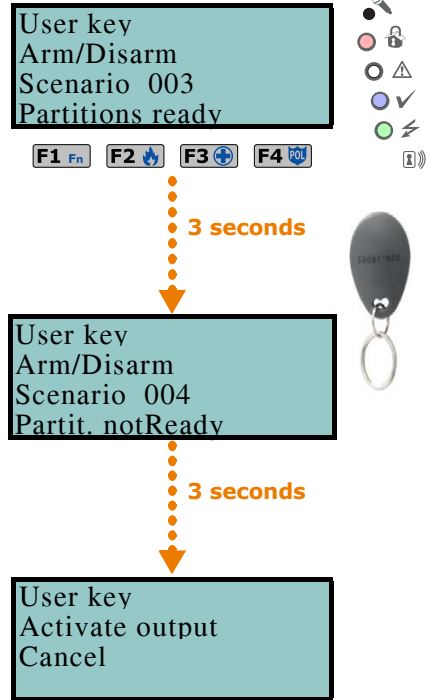 User key
Arm/Disarm
Scenario 003
Partitions ready
F1 Fn F2 F3 F4 POL
3 seconds
User key
Arm/Disarm
Scenario 004
Partit. notReady
3 seconds
User key
Activate output
Cancel